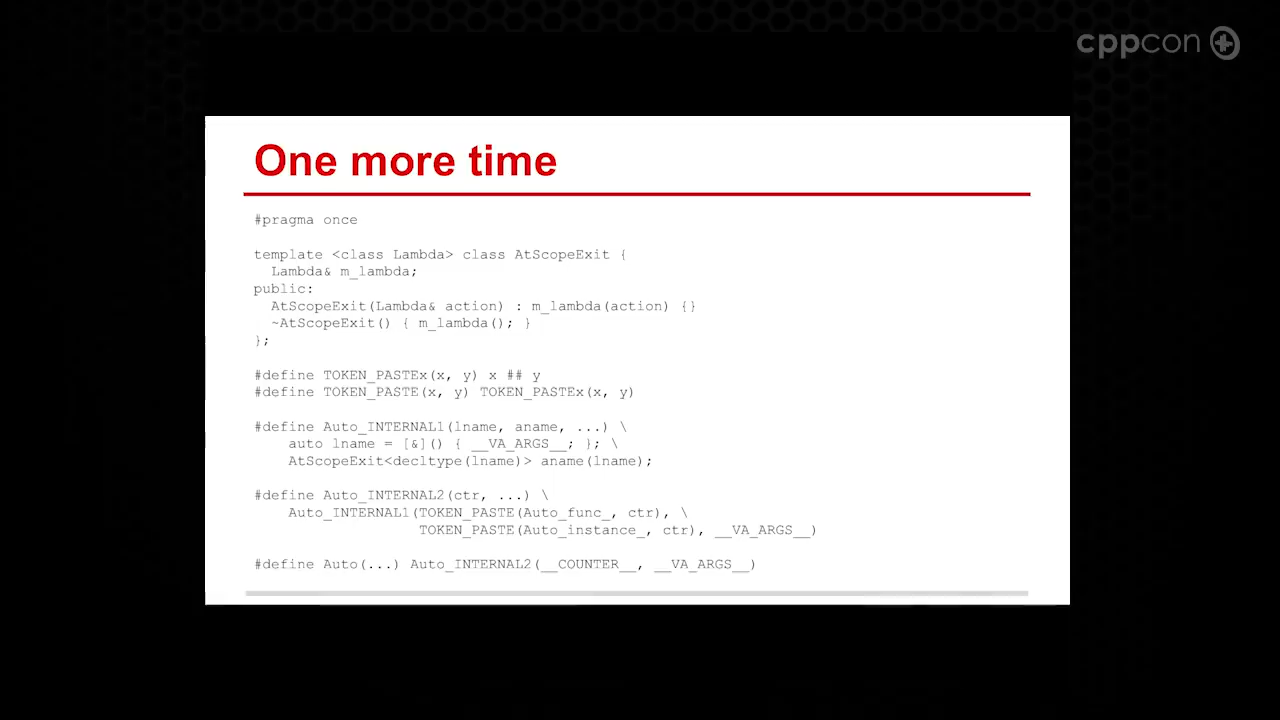 cppcon
One more time
#pragma once
template <class Lambda> class AtScopeExit {
  Lambda& m_lambda;
public:
  AtScopeExit(Lambda& action) : m_lambda(action) {}
  ~AtScopeExit() { m_lambda(); }
};
#define TOKEN_PASTEx(x, y) x ## y
#define TOKEN_PASTE(x, y) TOKEN_PASTEx(x, y)
#define Auto_INTERNAL1(lname, aname, ...) \
    auto lname = [&]() { __VA_ARGS__; }; \
    AtScopeExit<decltype(lname)> aname(lname);
#define Auto_INTERNAL2(ctr, ...) \
    Auto_INTERNAL1(TOKEN_PASTE(Auto_func_, ctr), \
                   TOKEN_PASTE(Auto_instance_, ctr), __VA_ARGS__)
#define Auto(...) Auto_INTERNAL2(__COUNTER__, __VA_ARGS__)